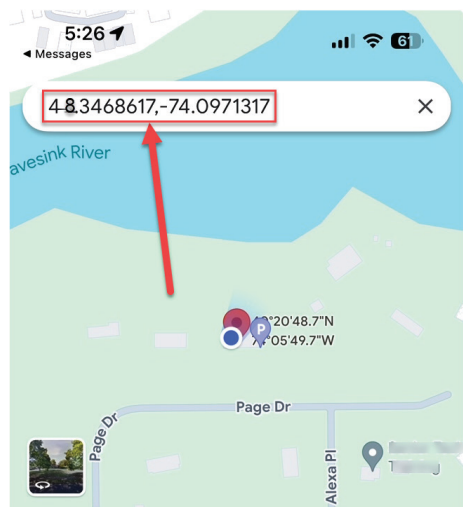 5:26
61
Messages
48.3468617,-74.0971317
avesink River
P
°20'48.7"N
°05'49.7"W
Page Dr
Page Dr
Alexa Pl